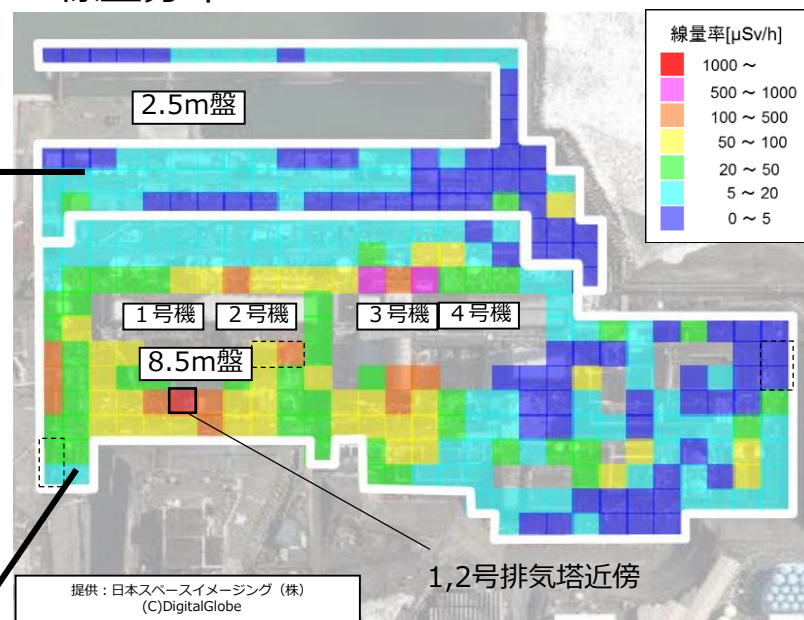 線量率[μSv/h]
1000 ～
500 ～ 1000
100 ～ 500
50 ～ 100
20 ～ 50
5 ～ 20
0 ～ 5
2.5m盤
1号機
2号機
3号機
4号機
8.5m盤
1,2号排気塔近傍
提供：日本スペースイメージング（株）
(C)DigitalGlobe